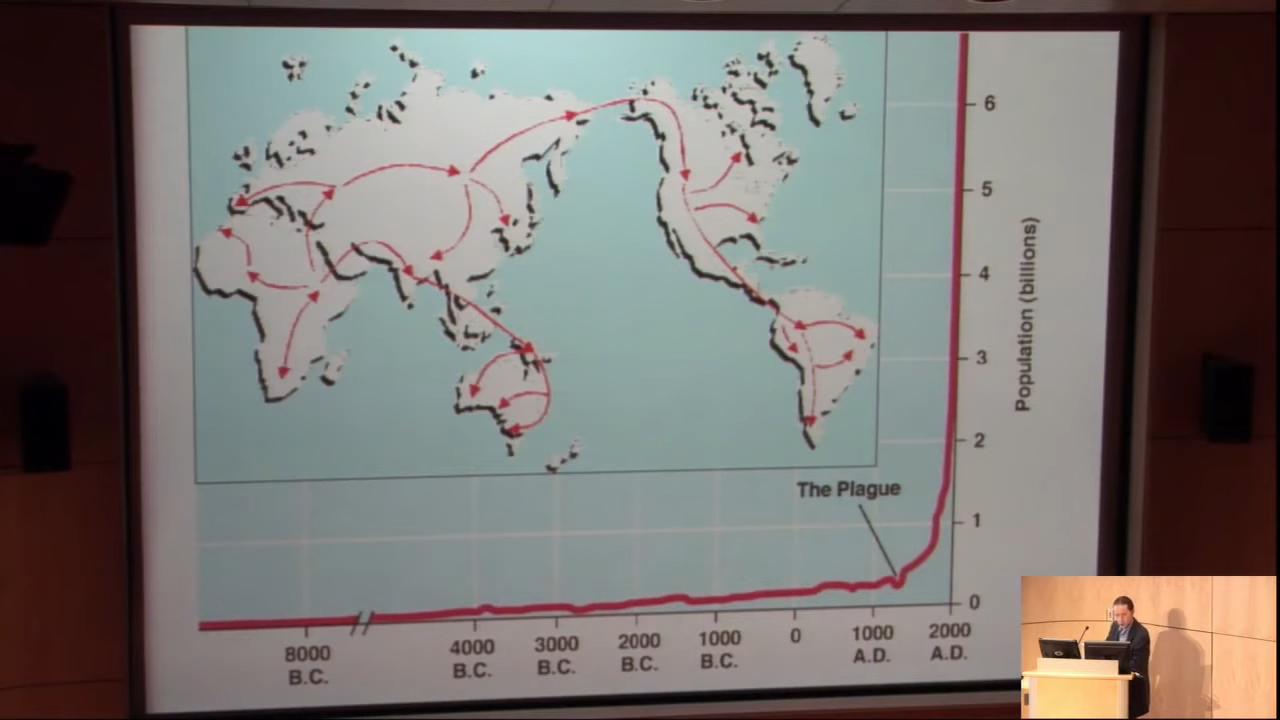 6
5
4
3
2
1
0
Population (billions)
The Plague
8000
B.C.
4000
B.C.
3000
B.C.
2000
B.C.
1000
B.C.
0
1000
A.D.
2000
A.D.